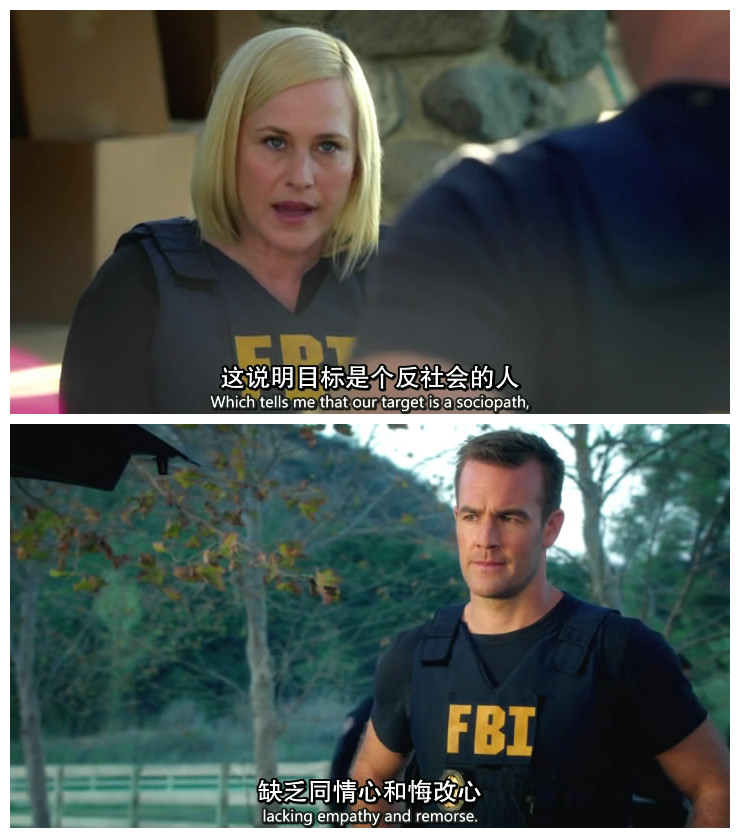 FBI
这说明目标是个反社会的人
Which tells me that our target is a sociopath,
FBI
缺乏同情心和悔改心
lacking empathy and remorse.